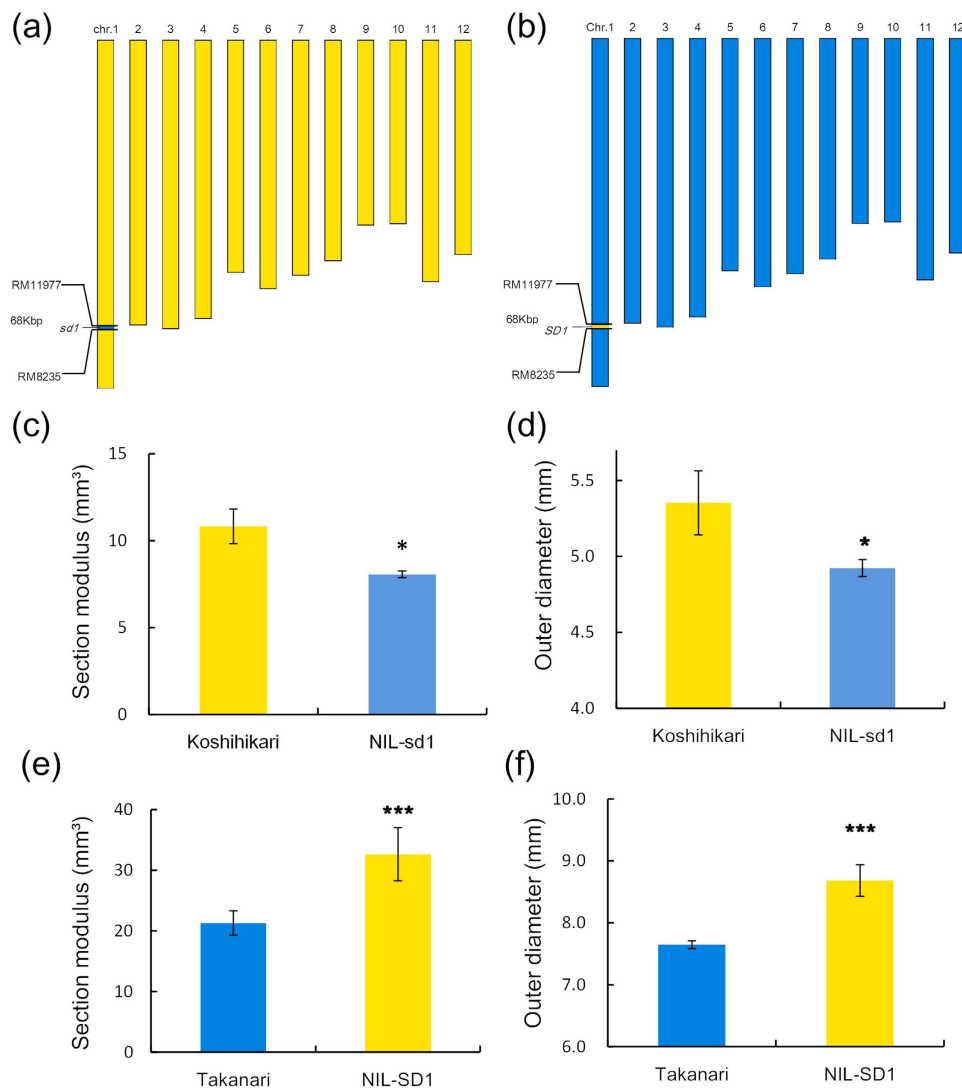 (a)
chr.1 2 3 4 5 6 7 8 9 10 11 12
RM11977
68Kbp
sd1
RM8235
(b)
Chr.1 2 3 4 5 6 7 8 9 10 11 12
RM11977
68Kbp
SD1
RM8235
(c)
Section modulus (mm³)
15
10
5
0
*
Koshihikari NIL-sd1
(d)
Outer diameter (mm)
5.5
5.0
4.5
4.0
*
Koshihikari NIL-sd1
(e)
Section modulus (mm³)
40
30
20
10
0
***
Takanari NIL-SD1
(f)
Outer diameter (mm)
10.0
9.0
8.0
7.0
6.0
***
Takanari NIL-SD1